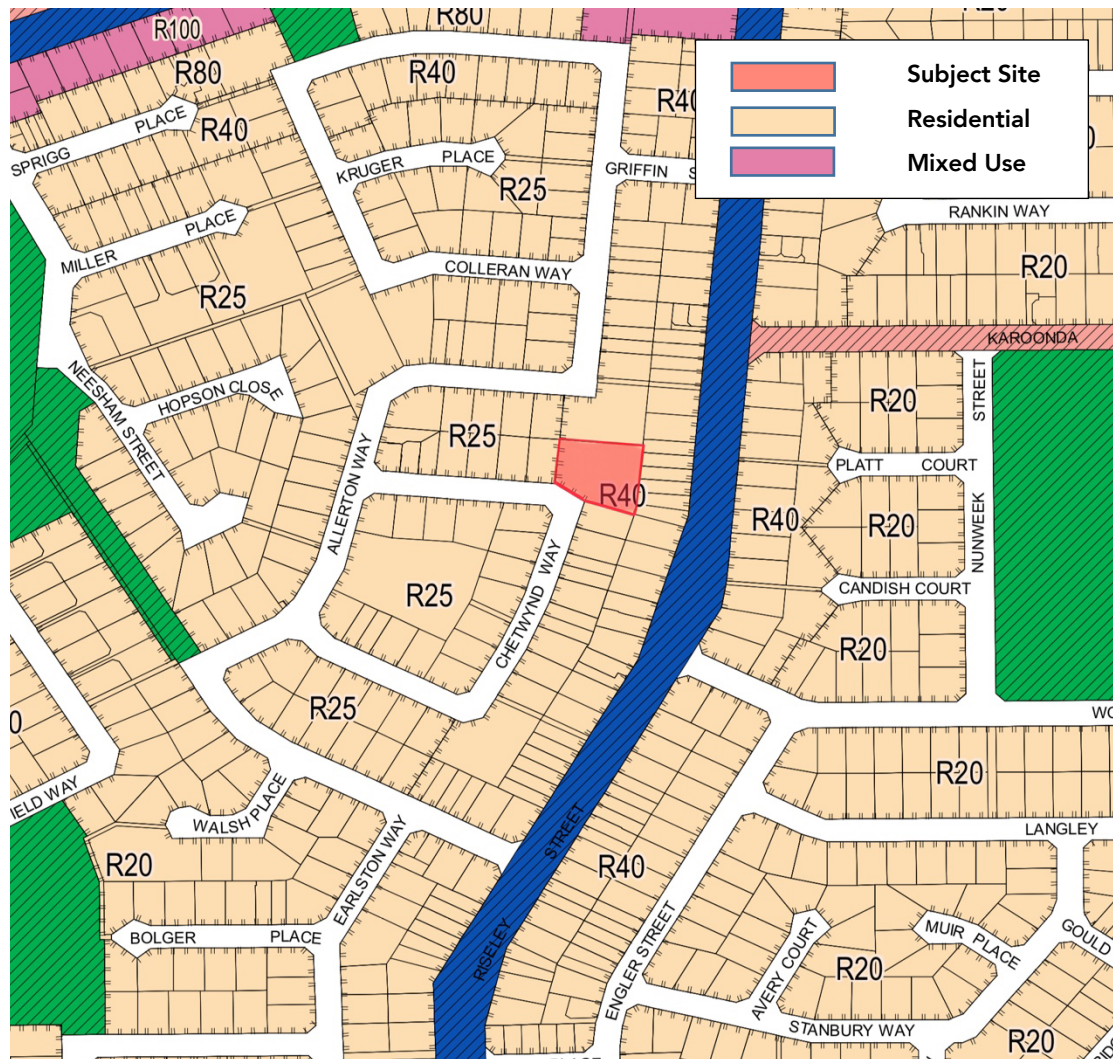 R80
R20
R100
R80
R40
R40
Subject Site
Residential
Mixed Use
SPRIGG PLACE
R40
KRUGER PLACE
R25
GRIFFIN
MILLER PLACE
RANKIN WAY
COLLERAN WAY
R20
R25
KAROONDA
NEESHAM STREET
HOPSON CLOSE
ALLERTON WAY
R25
R20
NUNWEEK STREET
PLATT COURT
R40
R40
R20
CHETWYND WAY
R25
CANDISH COURT
R20
R25
R20
WALSH PLACE
LANGLEY
R20
EARLSTON WAY
RISELEY STREET
R40
BOLGER PLACE
ENGLER STREET
AVERY COURT
MUIR PLACE
GOULD
R20
STANBURY WAY
R20